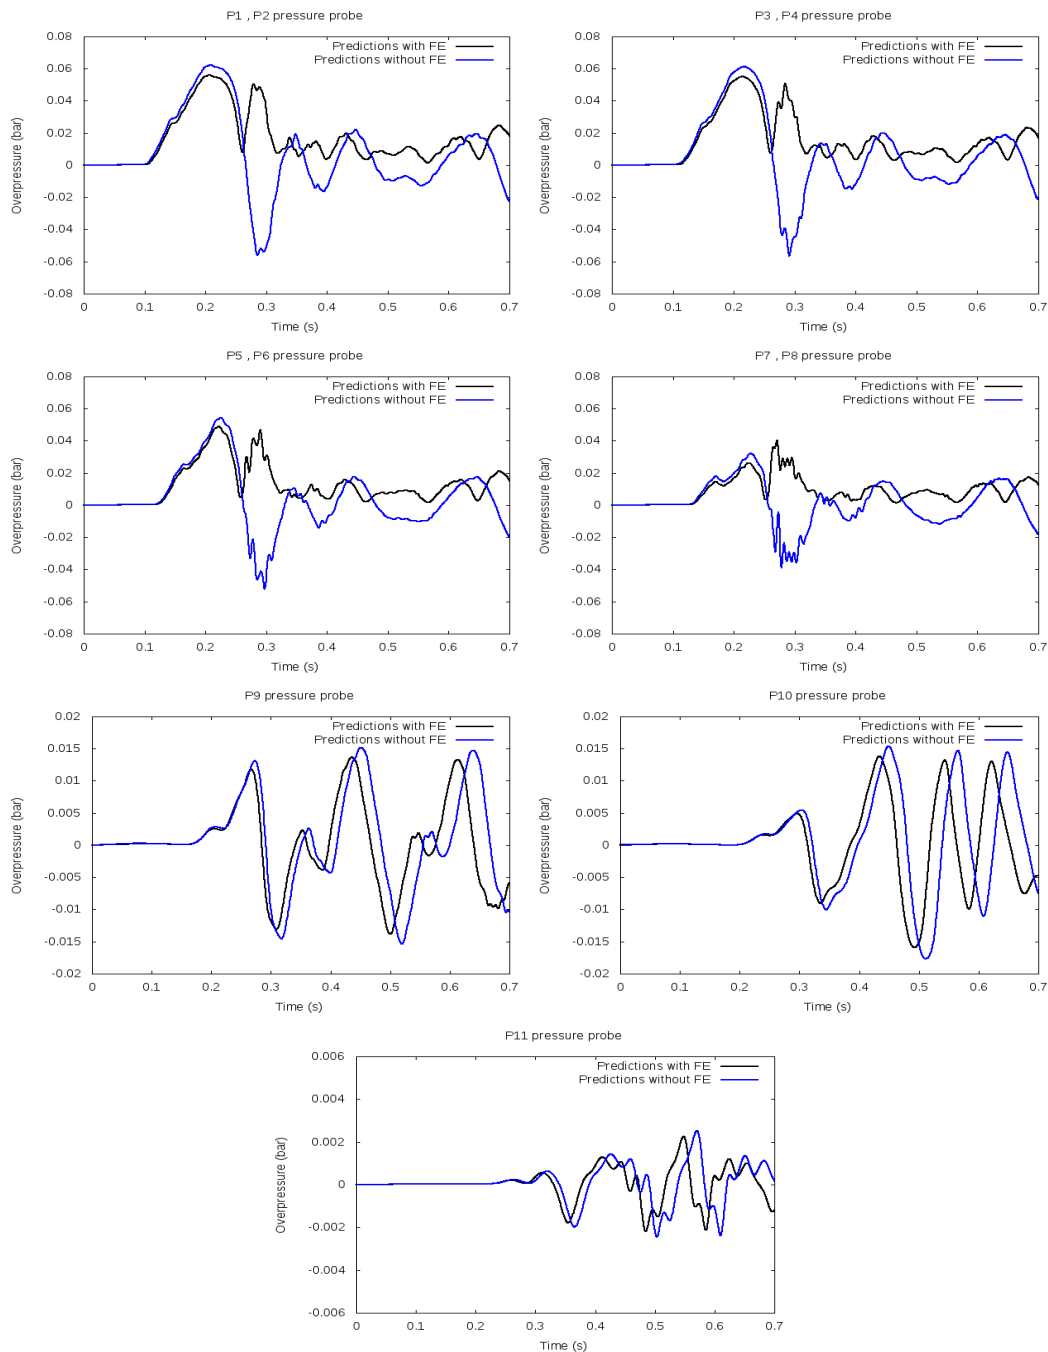 P1 , P2 pressure probe
0.08
0.06
0.04
0.02
0
-0.02
-0.04
-0.06
-0.08
Overpressure (bar)
Predictions with FE
Predictions without FE
0 0.1 0.2 0.3 0.4 0.5 0.6 0.7
Time (s)
P3 , P4 pressure probe
0.08
0.06
0.04
0.02
0
-0.02
-0.04
-0.06
-0.08
Overpressure (bar)
Predictions with FE
Predictions without FE
0 0.1 0.2 0.3 0.4 0.5 0.6 0.7
Time (s)
P5 , P6 pressure probe
0.08
0.06
0.04
0.02
0
-0.02
-0.04
-0.06
-0.08
Overpressure (bar)
Predictions with FE
Predictions without FE
0 0.1 0.2 0.3 0.4 0.5 0.6 0.7
Time (s)
P7 , P8 pressure probe
0.08
0.06
0.04
0.02
0
-0.02
-0.04
-0.06
-0.08
Overpressure (bar)
Predictions with FE
Predictions without FE
0 0.1 0.2 0.3 0.4 0.5 0.6 0.7
Time (s)
P9 pressure probe
0.02
0.015
0.01
0.005
0
-0.005
-0.01
-0.015
-0.02
Overpressure (bar)
Predictions with FE
Predictions without FE
0 0.1 0.2 0.3 0.4 0.5 0.6 0.7
Time (s)
P10 pressure probe
0.02
0.015
0.01
0.005
0
-0.005
-0.01
-0.015
-0.02
Overpressure (bar)
Predictions with FE
Predictions without FE
0 0.1 0.2 0.3 0.4 0.5 0.6 0.7
Time (s)
P11 pressure probe
0.006
0.004
0.002
0
-0.002
-0.004
-0.006
Overpressure (bar)
Predictions with FE
Predictions without FE
0 0.1 0.2 0.3 0.4 0.5 0.6 0.7
Time (s)